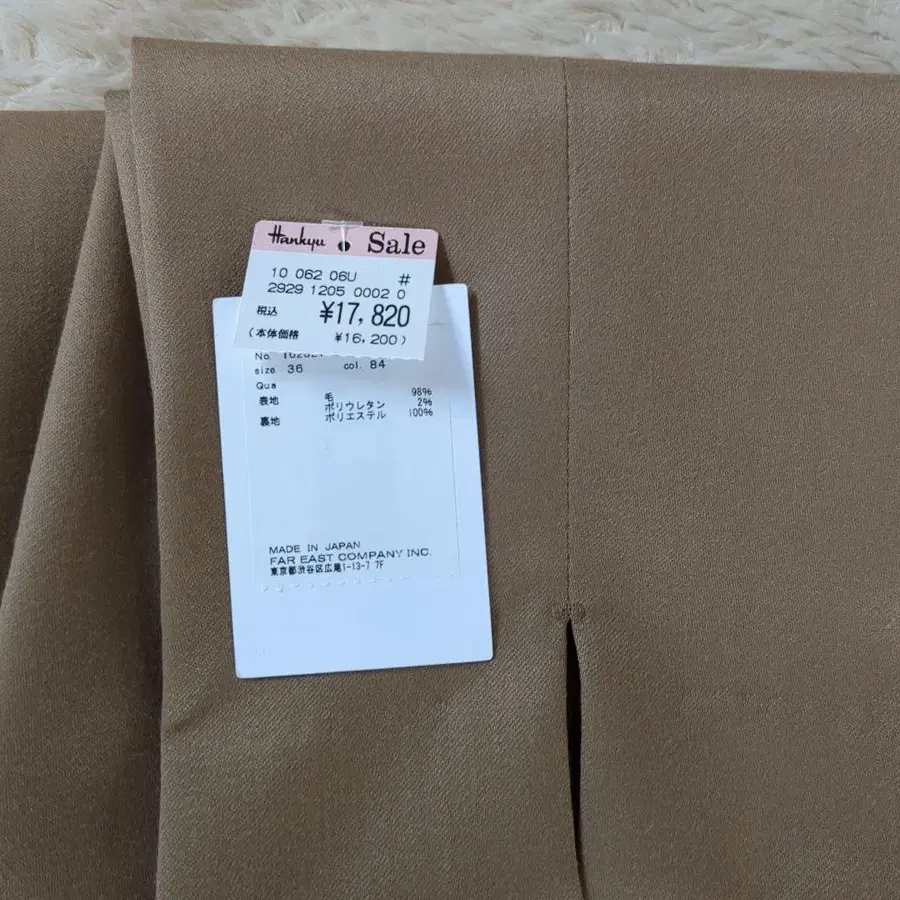 Hankyu Sale
10 062 06U #
2929 1205 0002 0
税込 ¥17,820
(本体価格 ¥16,200)
No.
size 36 col. 84
Qua
表地 毛 98%
ポリウレタン 2%
裏地 ポリエステル 100%
MADE IN JAPAN
FAR EAST COMPANY INC.
東京都渋谷区広尾1-13-7 7F